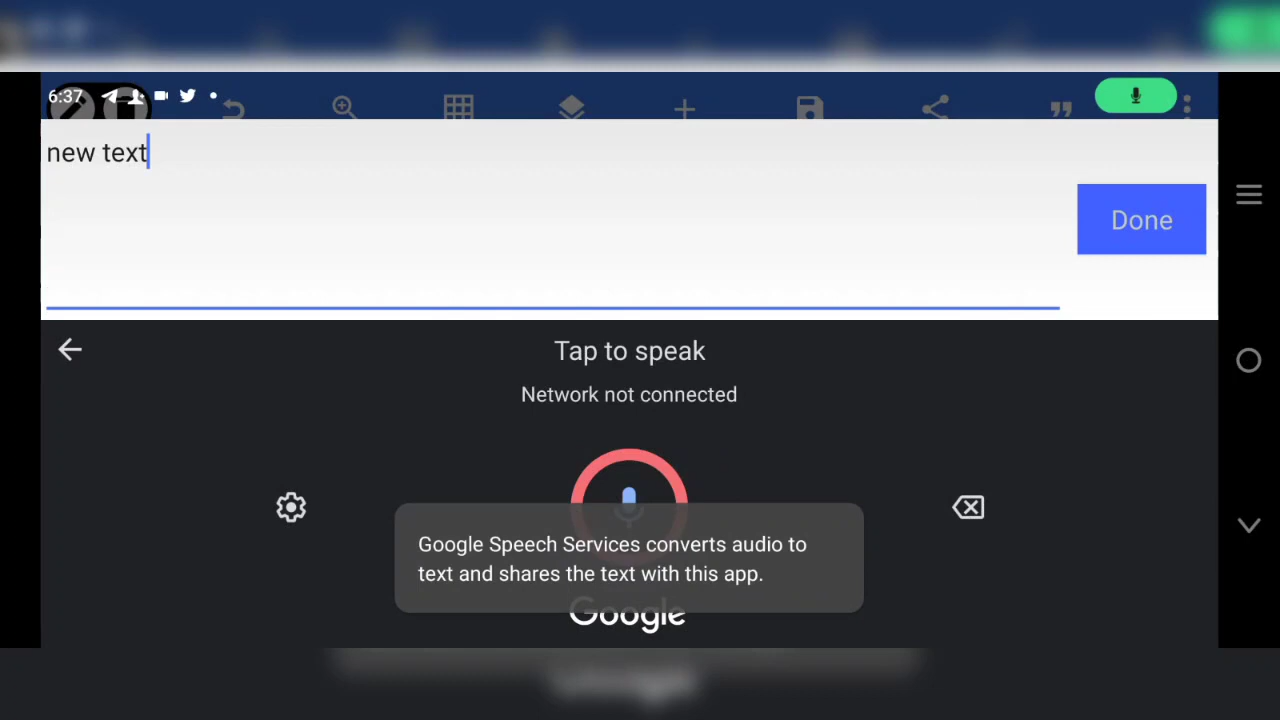 6:37
new text
Done
Tap to speak
Network not connected
Google Speech Services converts audio to
text and shares the text with this app.
Google